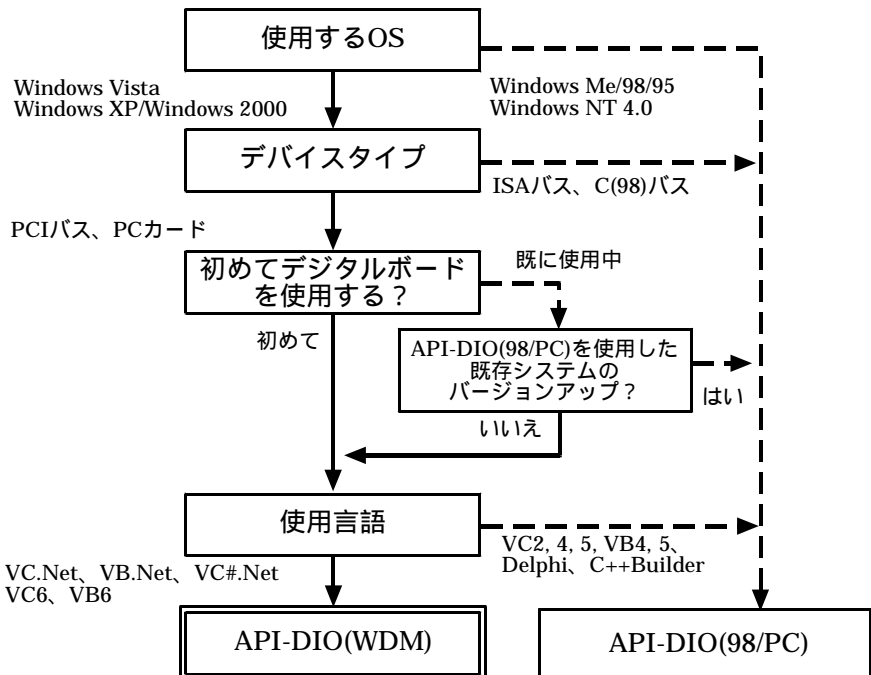 使用するOS
Windows Vista
Windows XP/Windows 2000
Windows Me/98/95
Windows NT 4.0
デバイスタイプ
ISAバス、C(98)バス
PCIバス、PCカード
初めてデジタルボード
を使用する？
既に使用中
初めて
API-DIO(98/PC)を使用した
既存システムの
バージョンアップ？
はい
いいえ
使用言語
VC2, 4, 5, VB4, 5、
Delphi、C++Builder
VC.Net、VB.Net、VC#.Net
VC6、VB6
API-DIO(WDM)
API-DIO(98/PC)